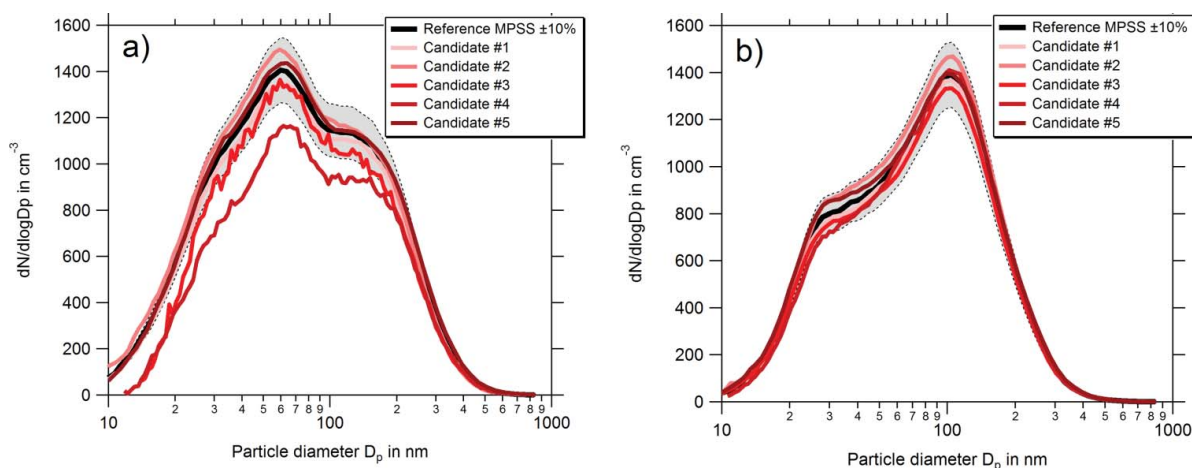 a)
Reference MPSS ±10%
Candidate #1
Candidate #2
Candidate #3
Candidate #4
Candidate #5
dN/dlogDp in cm⁻³
1600
1400
1200
1000
800
600
400
200
0
10 2 3 4 5 6 7 8 9 100 2 3 4 5 6 7 8 9 1000
Particle diameter Dₚ in nm
b)
Reference MPSS ±10%
Candidate #1
Candidate #2
Candidate #3
Candidate #4
Candidate #5
dN/dlogDp in cm⁻³
1600
1400
1200
1000
800
600
400
200
0
10 2 3 4 5 6 7 8 9 100 2 3 4 5 6 7 8 9 1000
Particle diameter Dₚ in nm